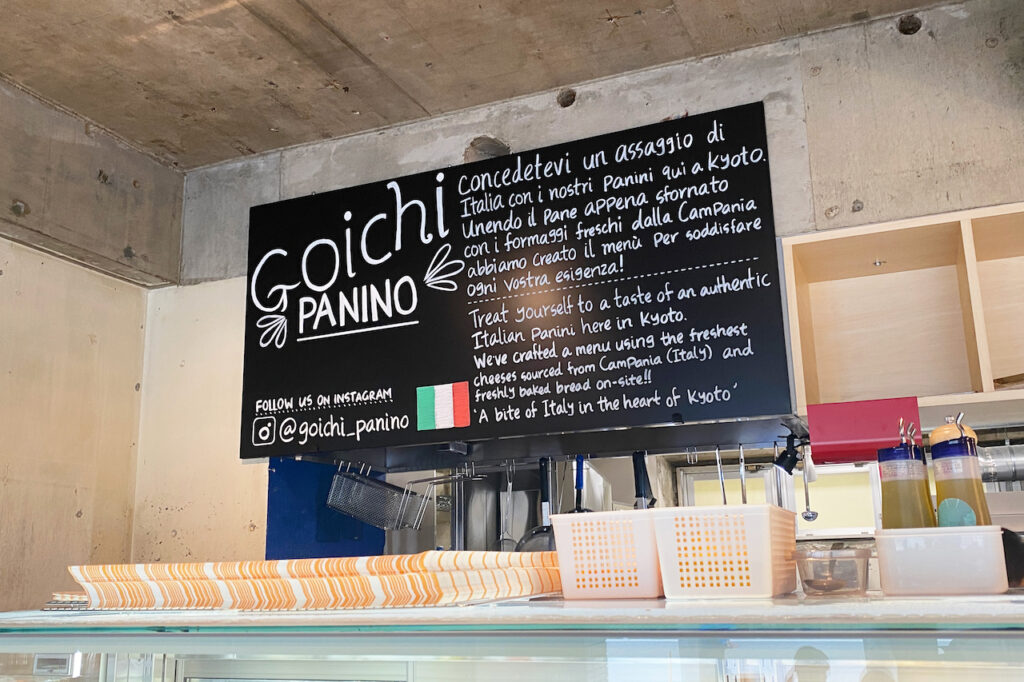 Goichi
PANINO
FOLLOW US ON INSTAGRAM
@goichi_panino
Concedetevi un assaggio di
Italia con i nostri Panini qui a Kyoto.
Unendo il pane appena sfornato
con i formaggi freschi dalla Campania
abbiamo creato il menù per soddisfare
ogni vostra esigenza!
Treat yourself to a taste of an authentic
Italian Panini here in Kyoto.
We've crafted a menu using the freshest
cheeses sourced from Campania (Italy) and
freshly baked bread on-site!!
'A bite of Italy in the heart of Kyoto'